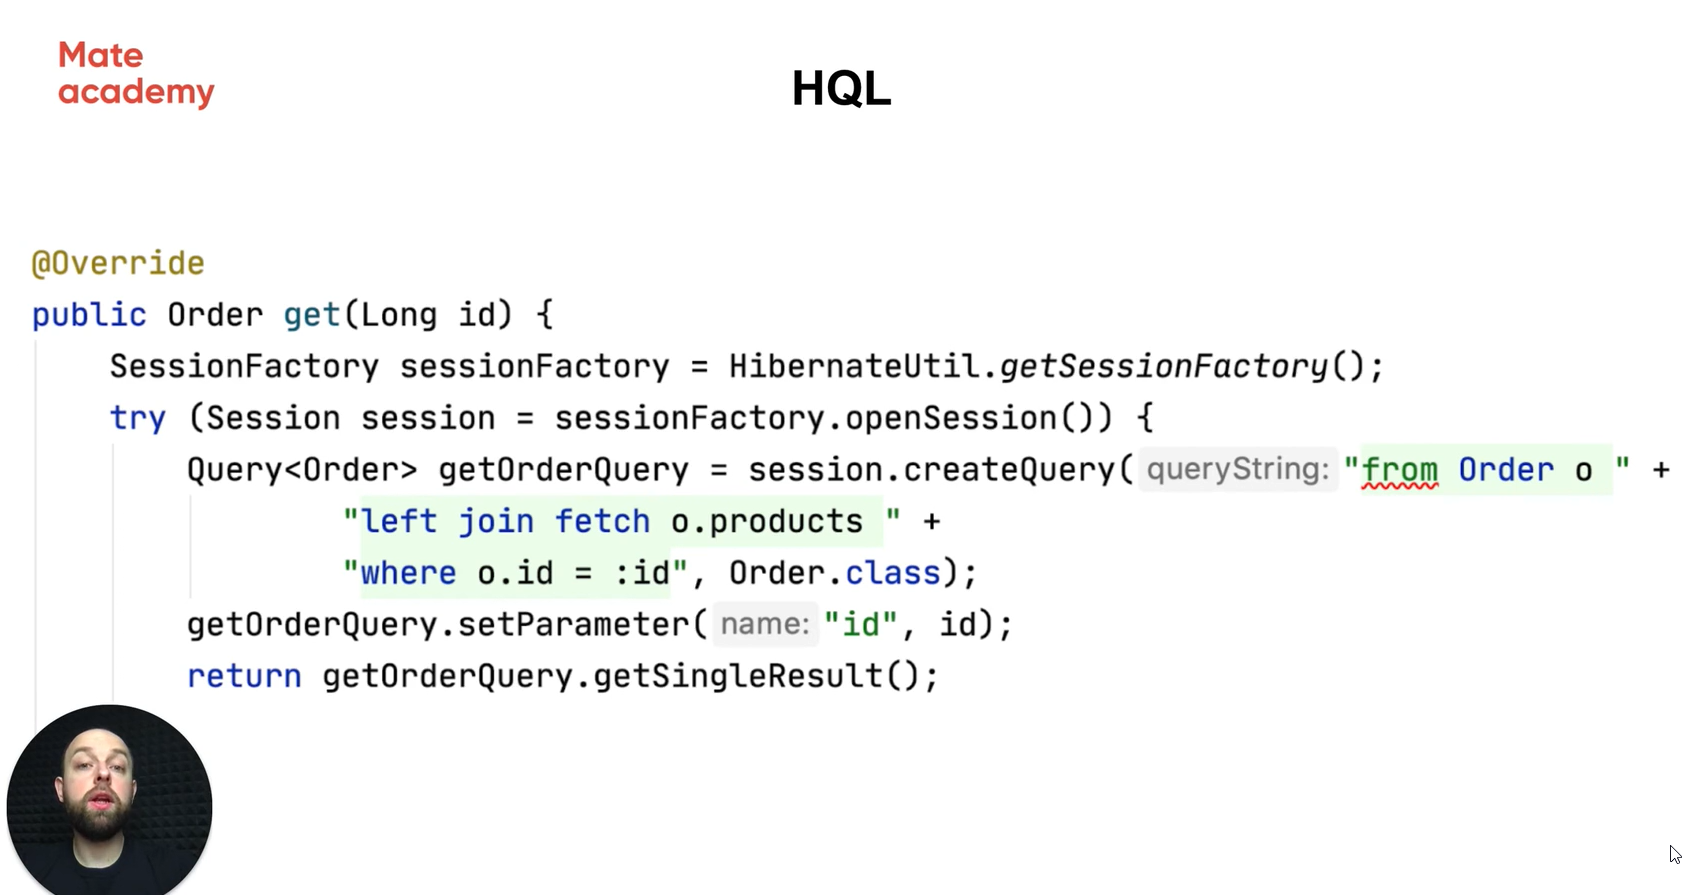 Mate
academy
HQL
@Override
public Order get(Long id) {
SessionFactory sessionFactory = HibernateUtil.getSessionFactory();
try (Session session = sessionFactory.openSession()) {
Query<Order> getOrderQuery = session.createQuery( queryString: "from Order o " +
"left join fetch o.products " +
"where o.id = :id", Order.class);
getOrderQuery.setParameter( name: "id", id);
return getOrderQuery.getSingleResult();